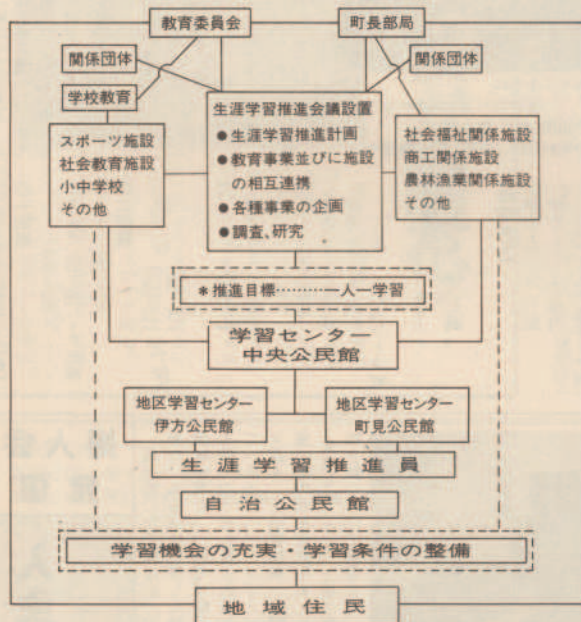 教育委員会
町長部局
関係団体
関係団体
学校教育
スポーツ施設
社会教育施設
小中学校
その他
生涯学習推進会議設置
●生涯学習推進計画
●教育事業並びに施設
の相互連携
●各種事業の企画
●調査、研究
社会福祉関係施設
商工関係施設
農林漁業関係施設
その他
*推進目標………一人一学習
学習センター
中央公民館
地区学習センター
伊方公民館
地区学習センター
町見公民館
生涯学習推進員
自治公民館
学習機会の充実・学習条件の整備
地域住民